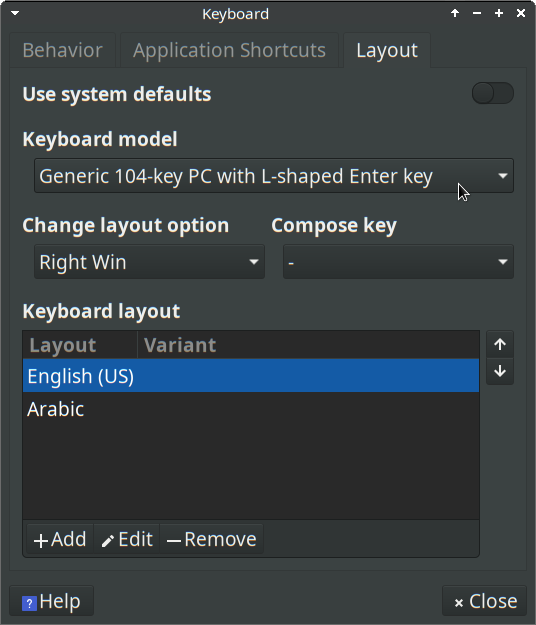 Keyboard
Behavior Application Shortcuts Layout
Use system defaults
Keyboard model
Generic 104-key PC with L-shaped Enter key
Change layout option Compose key
Right Win -
Keyboard layout
Layout Variant
English (US)
Arabic
Add Edit Remove
? Help Close